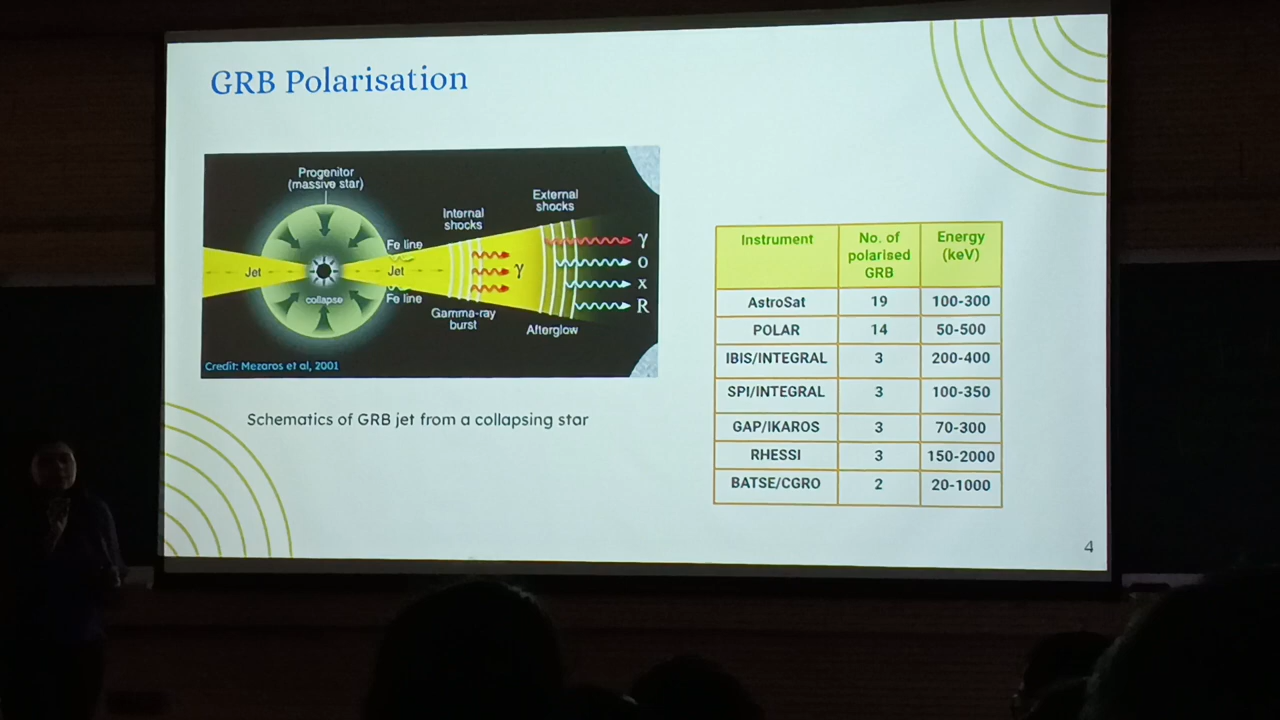 GRB Polarisation
Progenitor
(massive star)
External
shocks
Internal
shocks
Fe line
γ
Jet
Jet
γ
O
X
collapse
Fe line
R
Gamma-ray
burst
Afterglow
Credit: Mezaros et al, 2001
Schematics of GRB jet from a collapsing star
Instrument No. of polarised GRB Energy (keV)
AstroSat 19 100-300
POLAR 14 50-500
IBIS/INTEGRAL 3 200-400
SPI/INTEGRAL 3 100-350
GAP/IKAROS 3 70-300
RHESSI 3 150-2000
BATSE/CGRO 2 20-1000
4